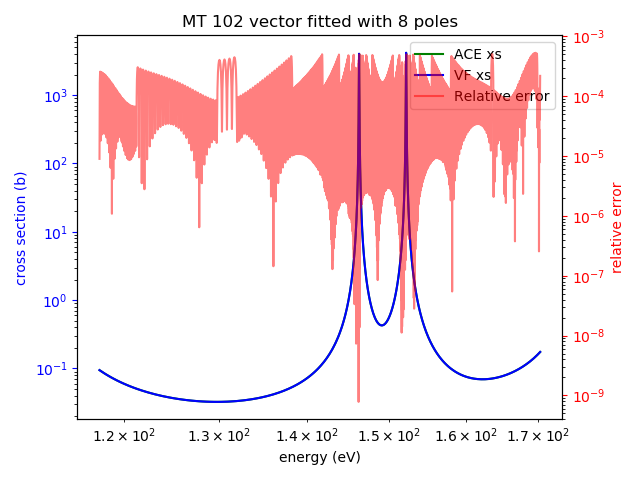 MT 102 vector fitted with 8 poles
ACE xs
VF xs
Relative error
cross section (b)
10³
10²
10¹
10⁰
10⁻¹
10⁻³
10⁻⁴
10⁻⁵
10⁻⁶
10⁻⁷
10⁻⁸
10⁻⁹
relative error
1.2 × 10² 1.3 × 10² 1.4 × 10² 1.5 × 10² 1.6 × 10² 1.7 × 10²
energy (eV)